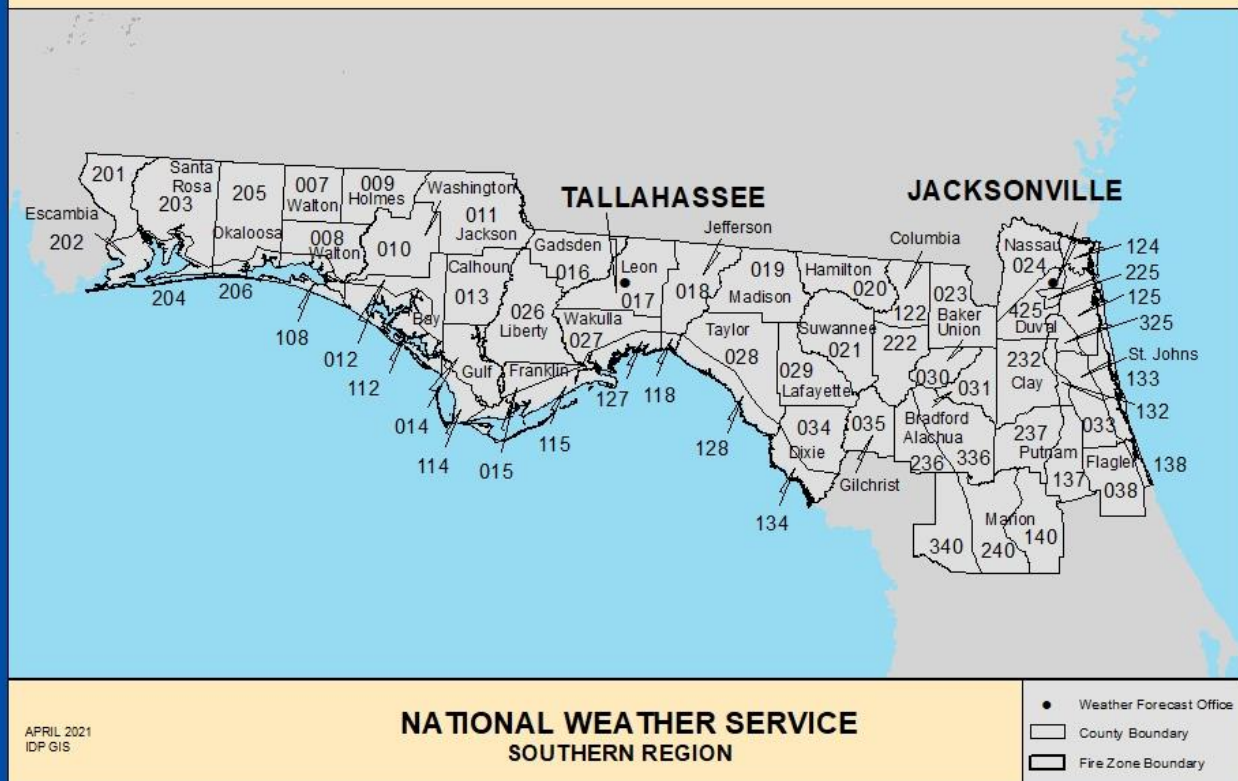 TALLAHASSEE
JACKSONVILLE
201
Santa
Rosa
203
205
007
Walton
009
Holmes
Washington
011
Jackson
Escambia
202
Okaloosa
008
Walton
010
204
206
108
012
112
Bay
Calhoun
013
Gadsden
016
Leon
017
Jefferson
018
026
Liberty
Wakulla
027
Gulf
Franklin
014
114
015
115
127
118
019
Madison
Hamilton
020
Columbia
122
023
Baker
Union
Taylor
028
Suwannee
021
222
029
Lafayette
030
031
128
034
Dixie
035
134
Gilchrist
Bradford
Alachua
236
336
Nassau
024
124
225
125
325
425
Duval
St. Johns
133
132
232
Clay
033
237
Putnam
137
Flagler
038
138
Marion
340
240
140
APRIL 2021
IDP GIS
NATIONAL WEATHER SERVICE
SOUTHERN REGION
Weather Forecast Office
County Boundary
Fire Zone Boundary